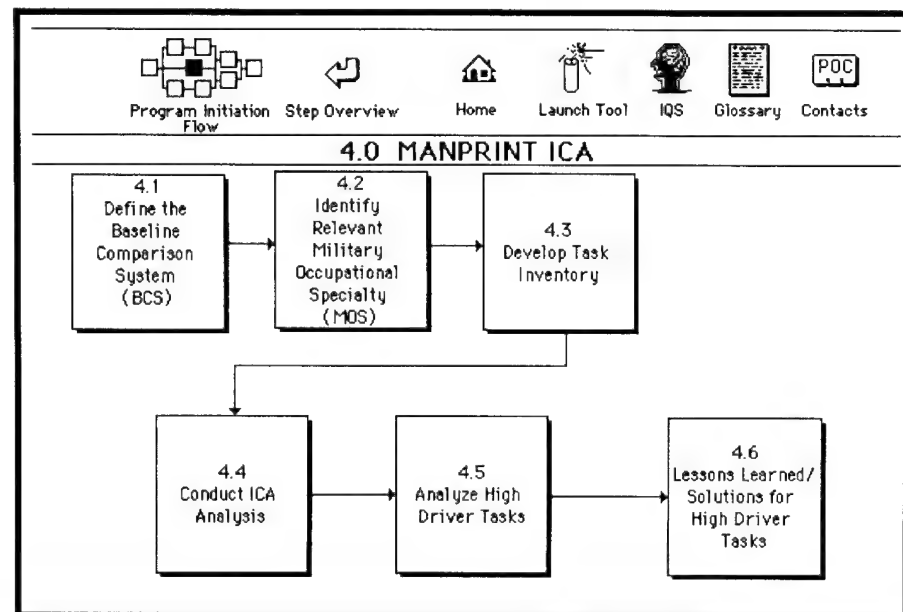 POC
Program Initiation Flow
Step Overview
Home
Launch Tool
IQS
Glossary
Contacts
4.0 MANPRINT ICA
4.1
Define the
Baseline
Comparison
System
(BCS)
4.2
Identify
Relevant
Military
Occupational
Specialty
(MOS)
4.3
Develop Task
Inventory
4.4
Conduct ICA
Analysis
4.5
Analyze High
Driver Tasks
4.6
Lessons Learned/
Solutions for
High Driver
Tasks